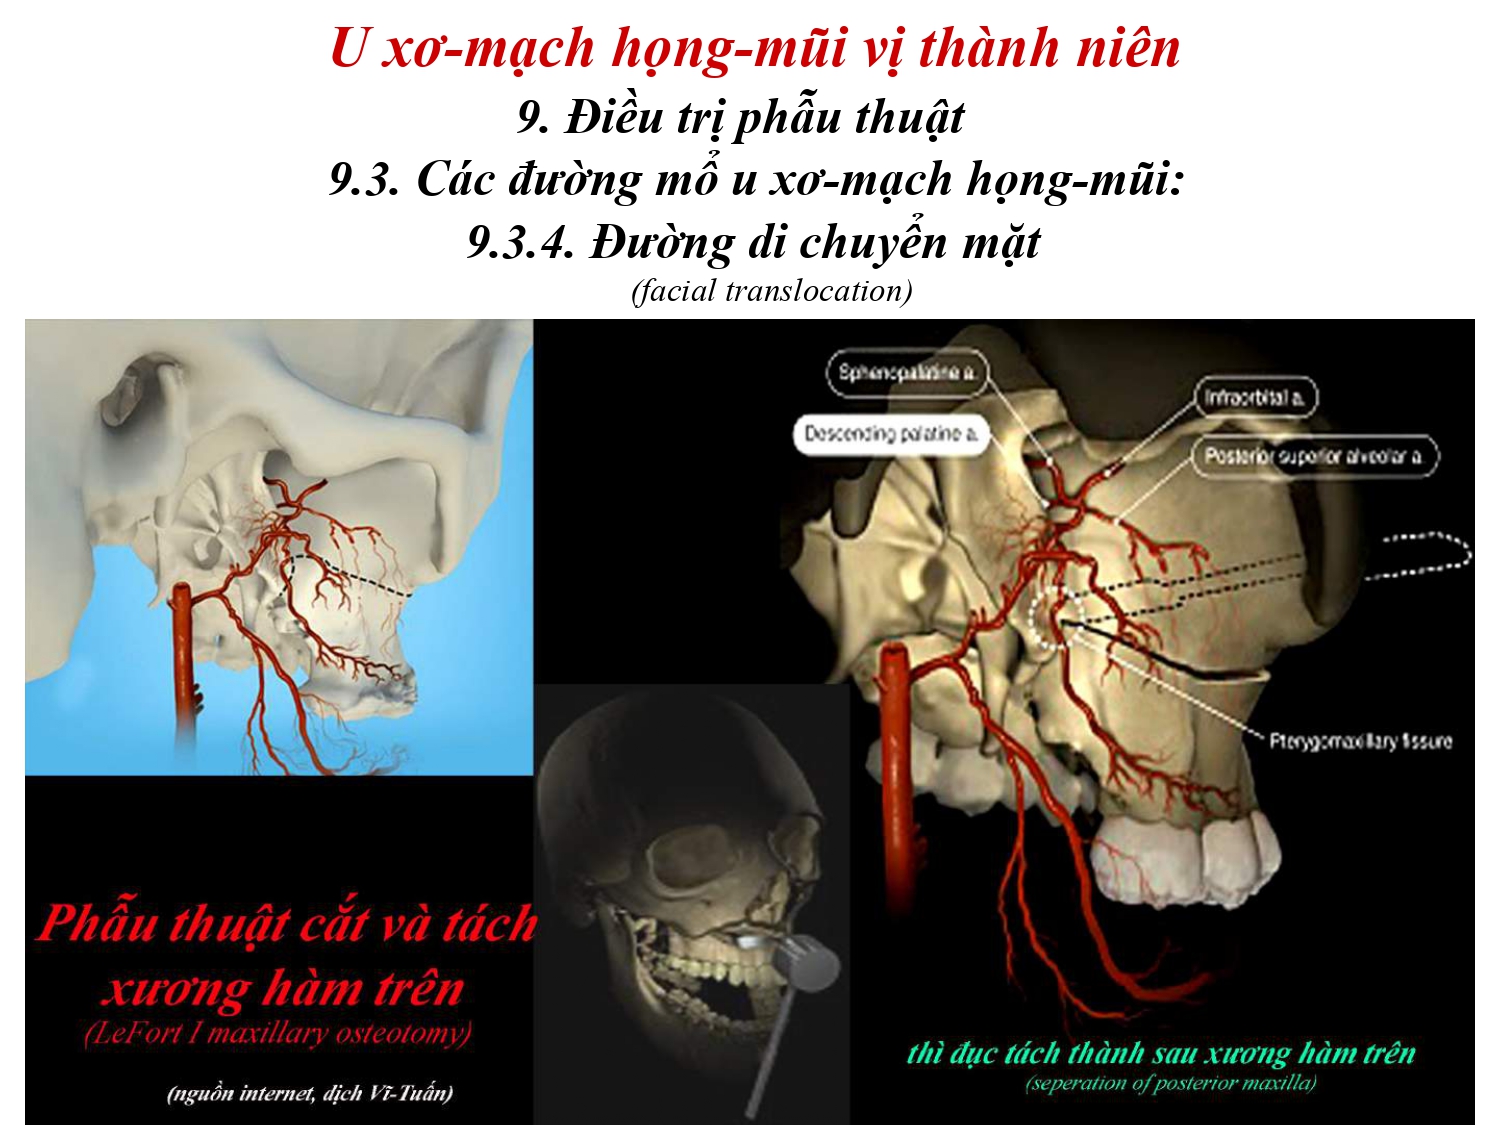 U xơ-mạch họng-mũi vị thành niên
9. Điều trị phẫu thuật
9.3. Các đường mổ u xơ-mạch họng-mũi:
9.3.4. Đường di chuyển mặt
(facial translocation)
Sphenopalatine a.
Infraorbital a.
Descending palatine a.
Posterior superior alveolar a.
Pterygomaxillary fissure
Phẫu thuật cắt và tách
xương hàm trên
(LeFort I maxillary osteotomy)
(nguồn internet, dịch Vĩ-Tuấn)
thì đục tách thành sau xương hàm trên
(seperation of posterior maxilla)